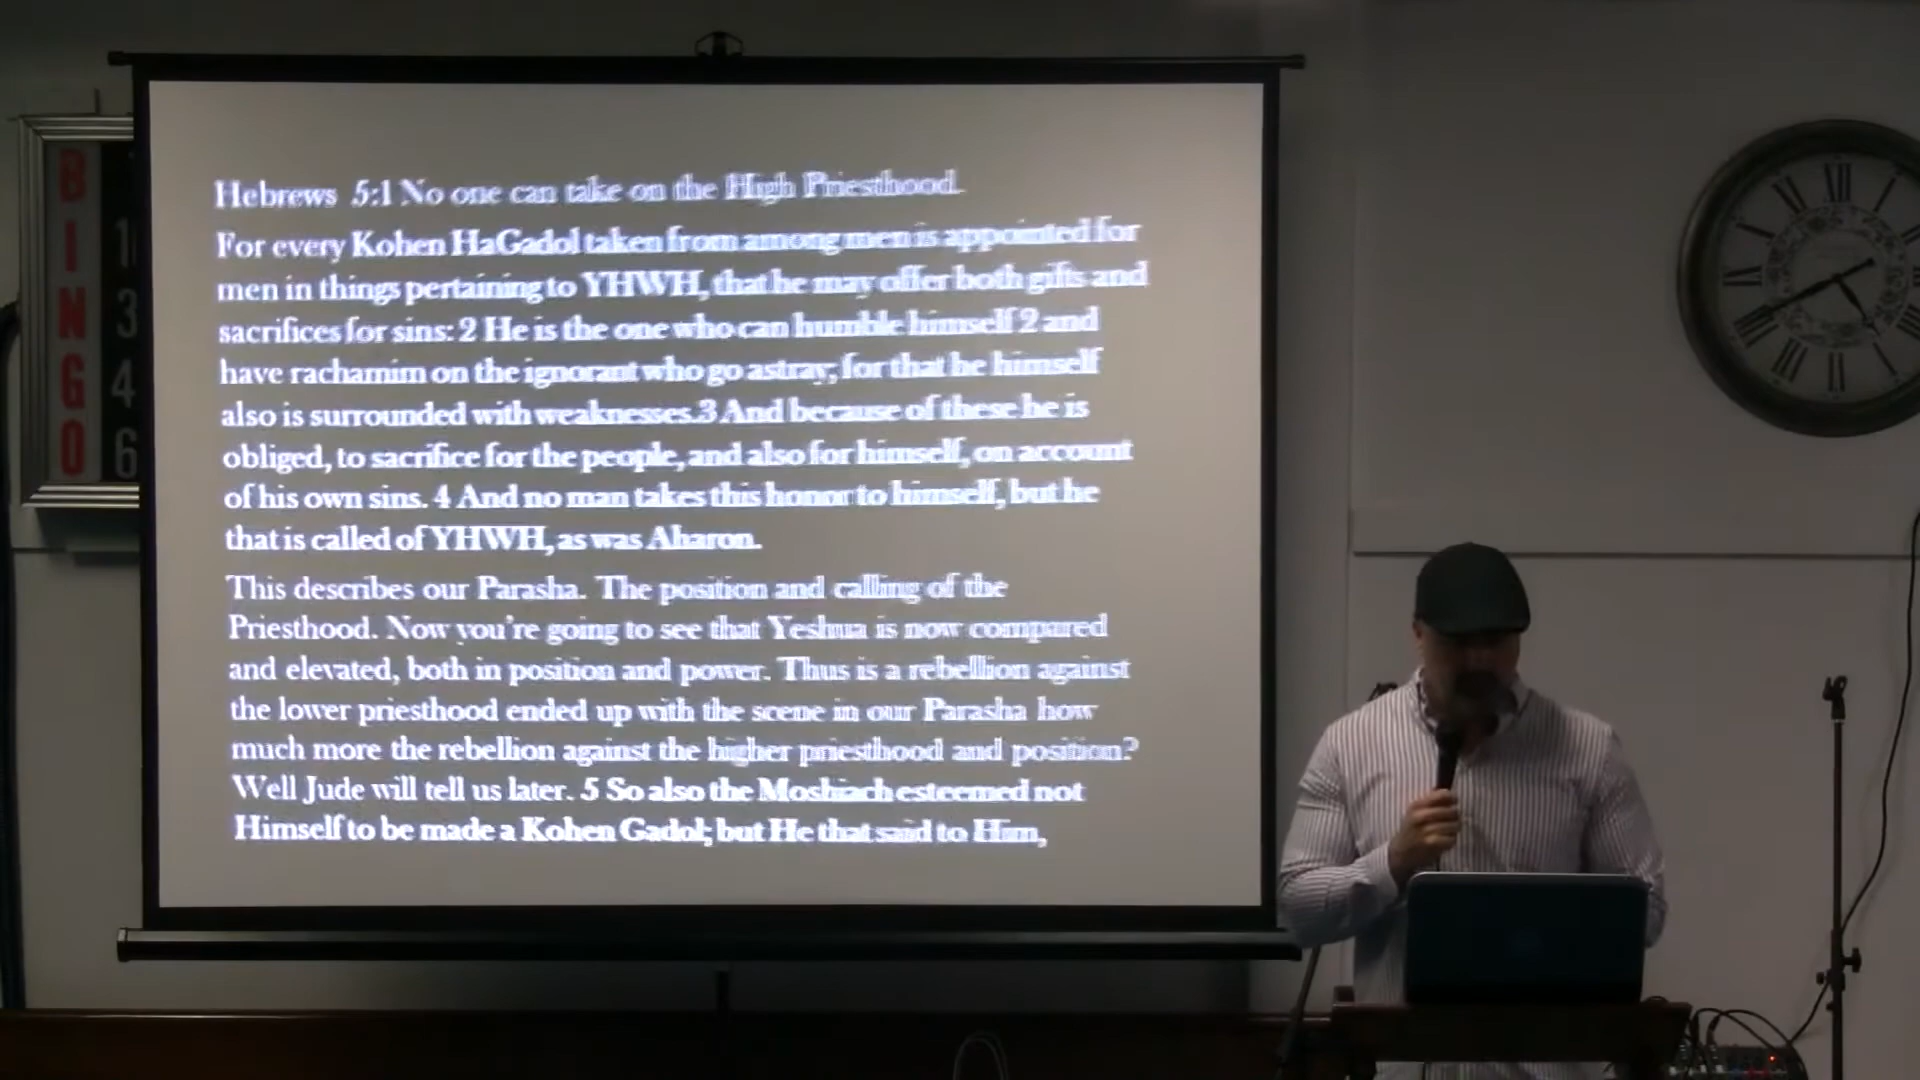 Hebrews 5:1 No one can take on the High Priesthood.
For every Kohen HaGadol taken from among men is appointed for
men in things pertaining to YHWH, that he may offer both gifts and
sacrifices for sins: 2 He is the one who can humble himself 2 and
have rachamim on the ignorant who go astray; for that he himself
also is surrounded with weaknesses.3 And because of these he is
obliged, to sacrifice for the people, and also for himself, on account
of his own sins. 4 And no man takes this honor to himself, but he
that is called of YHWH, as was Aharon.
This describes our Parasha. The position and calling of the
Priesthood. Now you're going to see that Yeshua is now compared
and elevated, both in position and power. Thus is a rebellion against
the lower priesthood ended up with the scene in our Parasha how
much more the rebellion against the higher priesthood and position?
Well Jude will tell us later. 5 So also the Moshiach esteemed not
Himself to be made a Kohen Gadol; but He that said to Him,
B
I
N
G
O
1
3
4
6